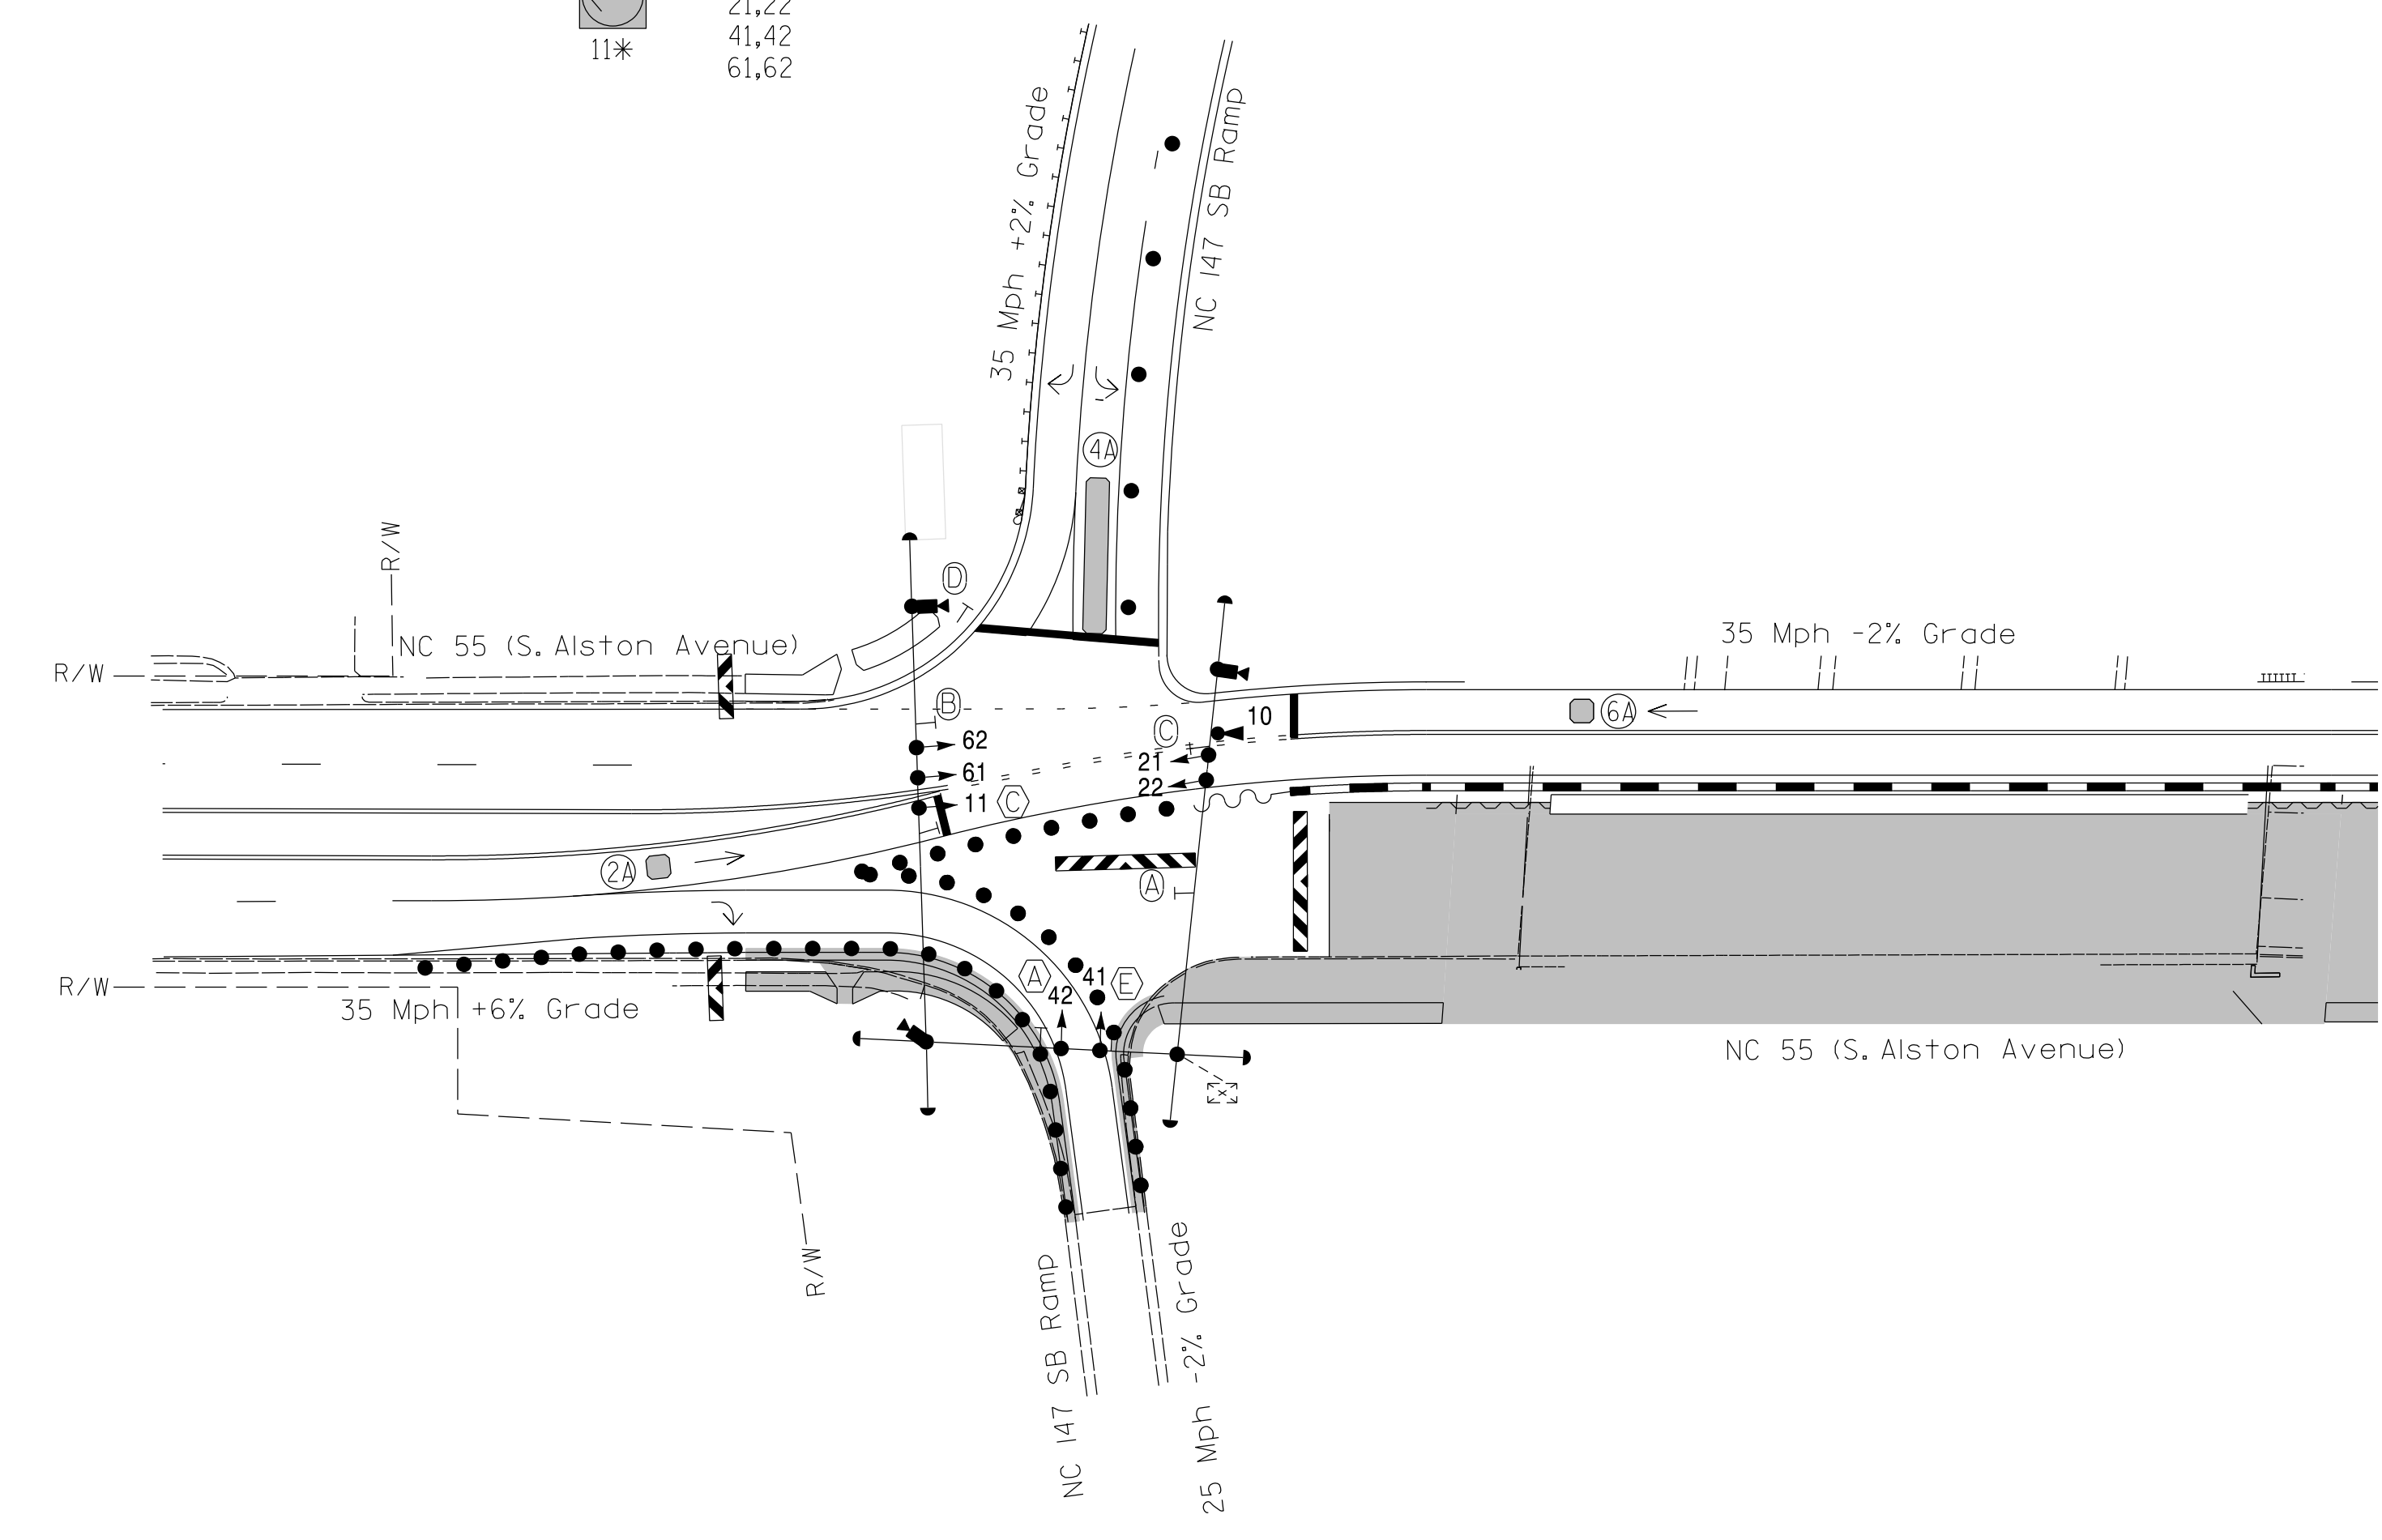 21,22
11* 41,42
61,62
35 Mph +2% Grade
NC 147 SB Ramp
4A
R/W
D
NC 55 (S. Alston Avenue)
35 Mph -2% Grade
R/W
B
10
6A
C
62
21
61
22
11 C
2A
A
A 41 E
42
R/W
35 Mph +6% Grade
NC 55 (S. Alston Avenue)
x
R/W
NC 147 SB Ramp
25 Mph -2% Grade